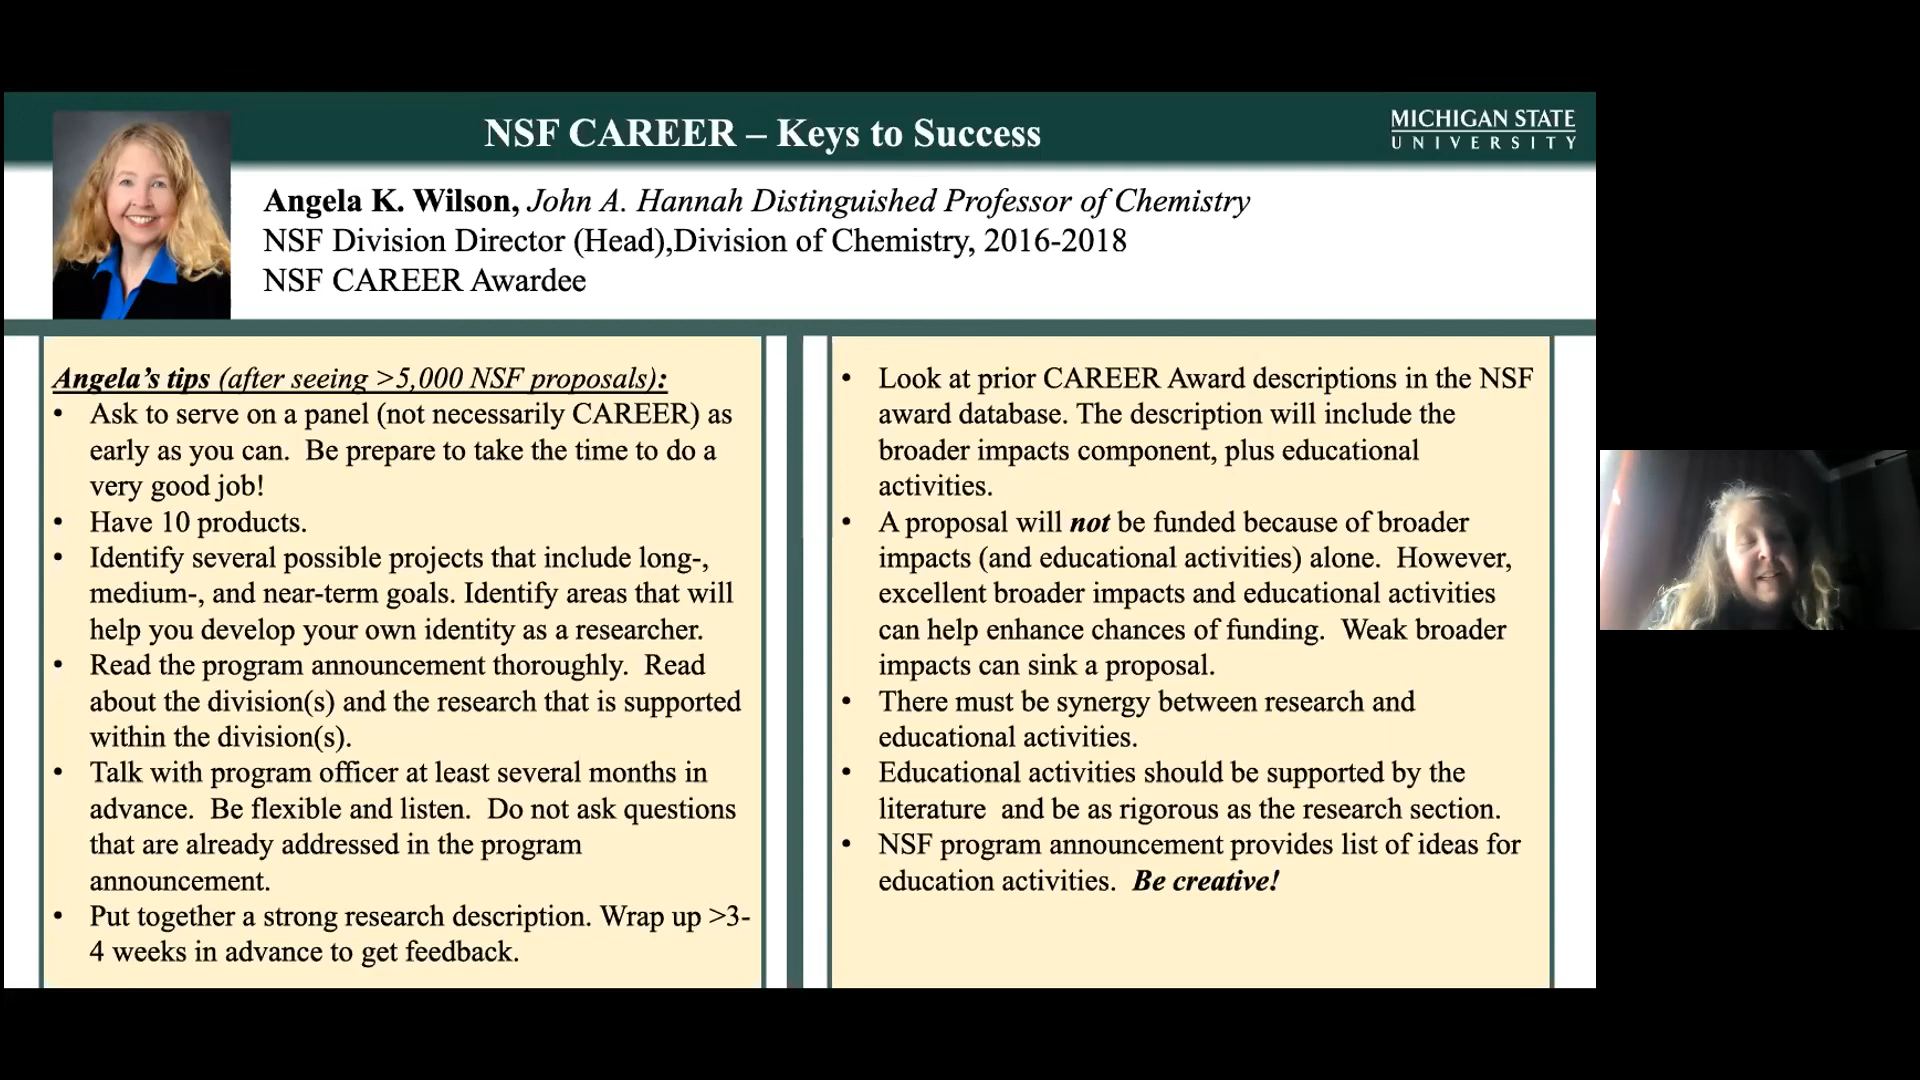 NSF CAREER – Keys to Success
MICHIGAN STATE
UNIVERSITY
Angela K. Wilson, John A. Hannah Distinguished Professor of Chemistry
NSF Division Director (Head),Division of Chemistry, 2016-2018
NSF CAREER Awardee
Angela’s tips (after seeing >5,000 NSF proposals):
• Ask to serve on a panel (not necessarily CAREER) as
early as you can.  Be prepare to take the time to do a
very good job!
• Have 10 products.
• Identify several possible projects that include long-,
medium-, and near-term goals. Identify areas that will
help you develop your own identity as a researcher.
• Read the program announcement thoroughly.  Read
about the division(s) and the research that is supported
within the division(s).
• Talk with program officer at least several months in
advance.  Be flexible and listen.  Do not ask questions
that are already addressed in the program
announcement.
• Put together a strong research description. Wrap up >3-
4 weeks in advance to get feedback.
• Look at prior CAREER Award descriptions in the NSF
award database. The description will include the
broader impacts component, plus educational
activities.
• A proposal will not be funded because of broader
impacts (and educational activities) alone.  However,
excellent broader impacts and educational activities
can help enhance chances of funding.  Weak broader
impacts can sink a proposal.
• There must be synergy between research and
educational activities.
• Educational activities should be supported by the
literature  and be as rigorous as the research section.
• NSF program announcement provides list of ideas for
education activities.  Be creative!